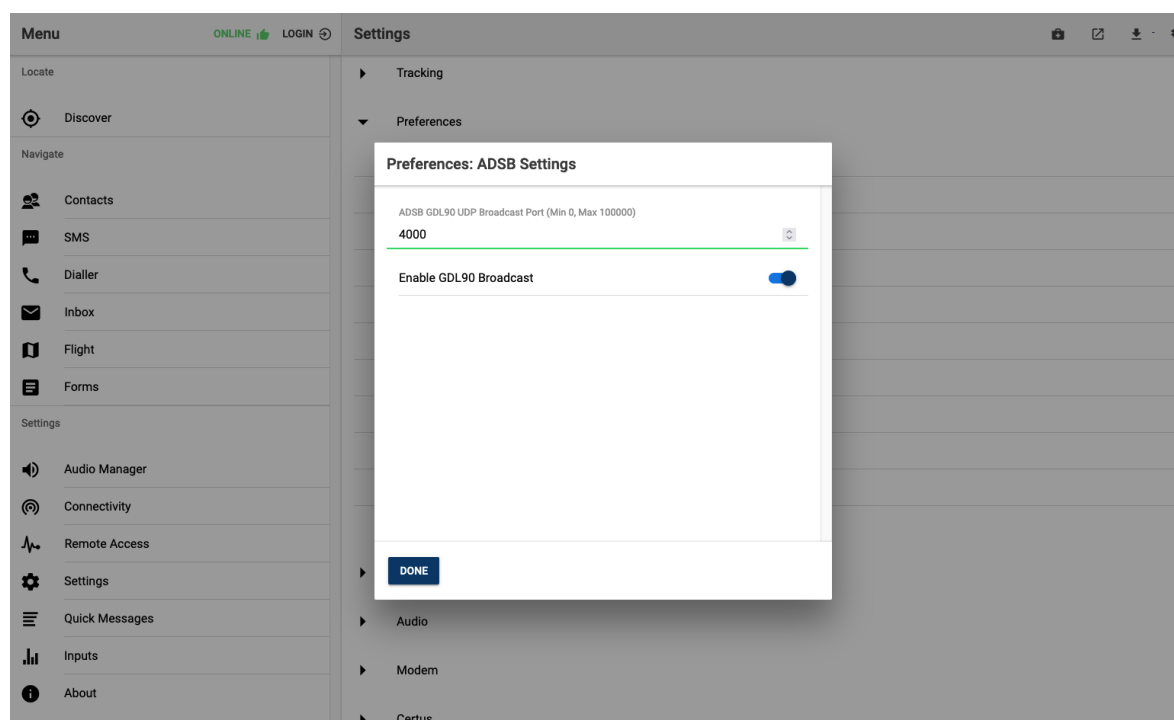 Menu
ONLINE LOGIN
Settings
Locate
Discover
Navigate
Contacts
SMS
Dialler
Inbox
Flight
Forms
Settings
Audio Manager
Connectivity
Remote Access
Settings
Quick Messages
Inputs
About
Tracking
Preferences
Preferences: ADSB Settings
ADSB GDL90 UDP Broadcast Port (Min 0, Max 100000)
4000
Enable GDL90 Broadcast
DONE
Audio
Modem
Certus